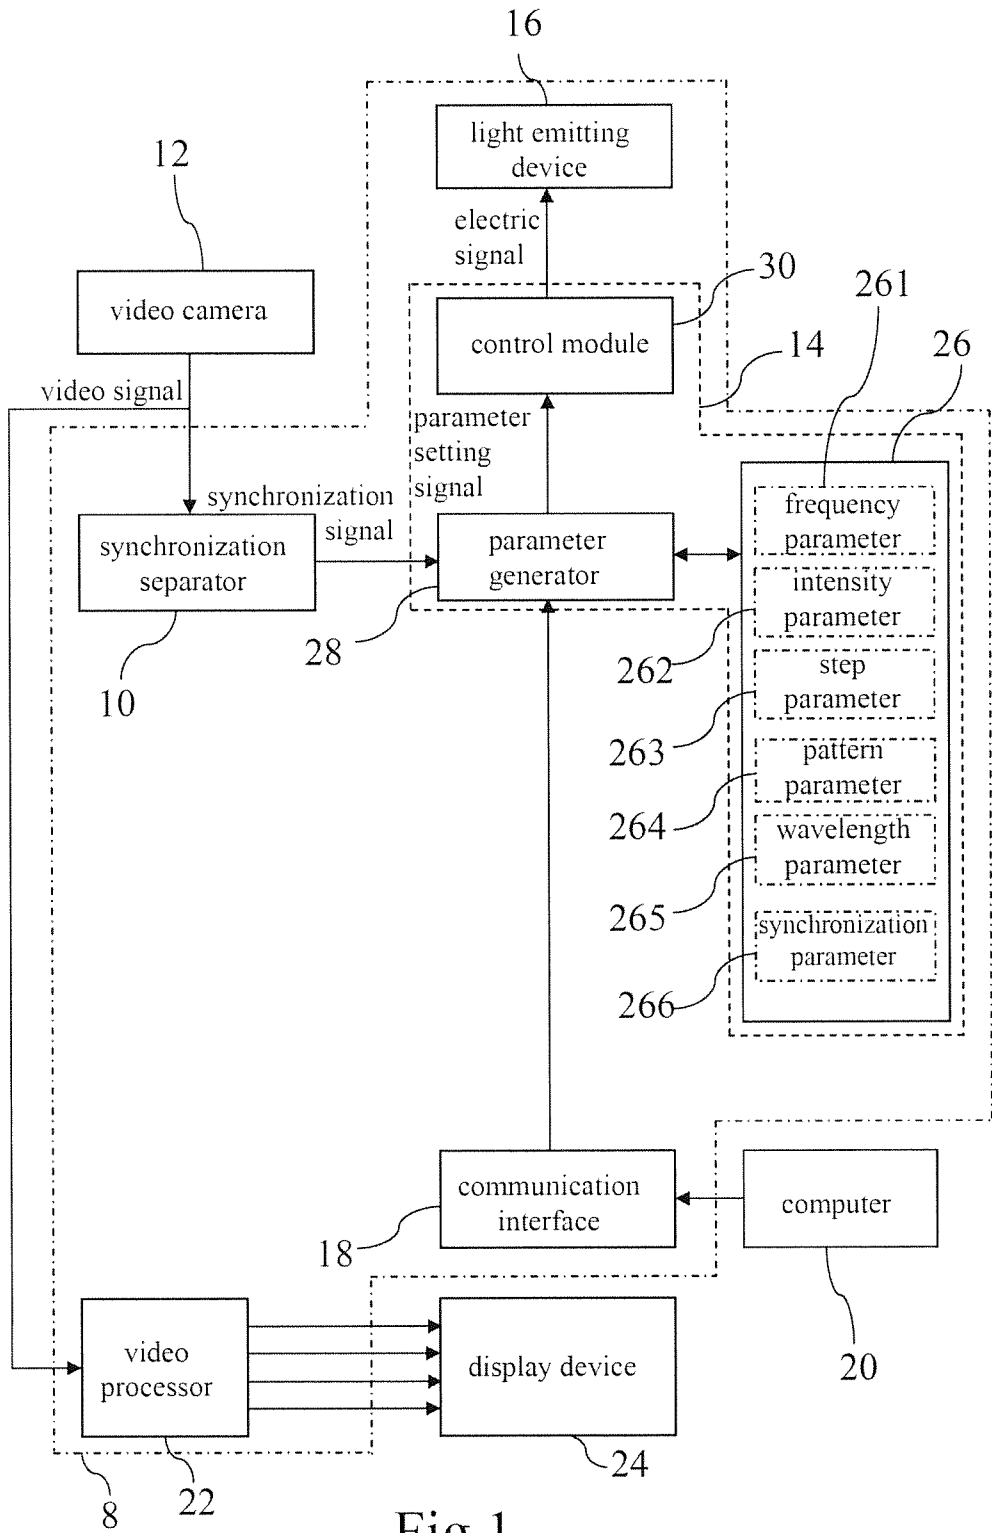 16
light emitting
device
12
electric
signal
30
261
video camera
control module
14
26
video signal
parameter
setting
signal
synchronization
signal
frequency
parameter
synchronization
separator
parameter
generator
intensity
parameter
28
262
10
step
parameter
263
pattern
parameter
264
wavelength
parameter
265
synchronization
parameter
266
communication
interface
computer
18
video
processor
display device
20
24
22
8
Fig.1